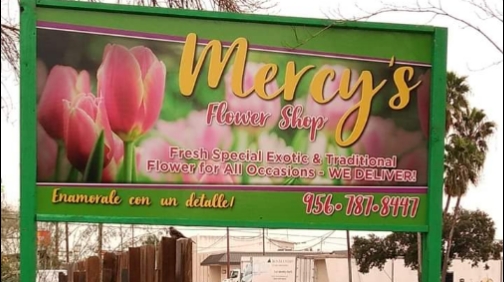 Mercy's
Flower Shop
Fresh Special Exotic & Traditional
Flower for All Occasions - WE DELIVER!
Enamorale con un detalle!
956-787-8447